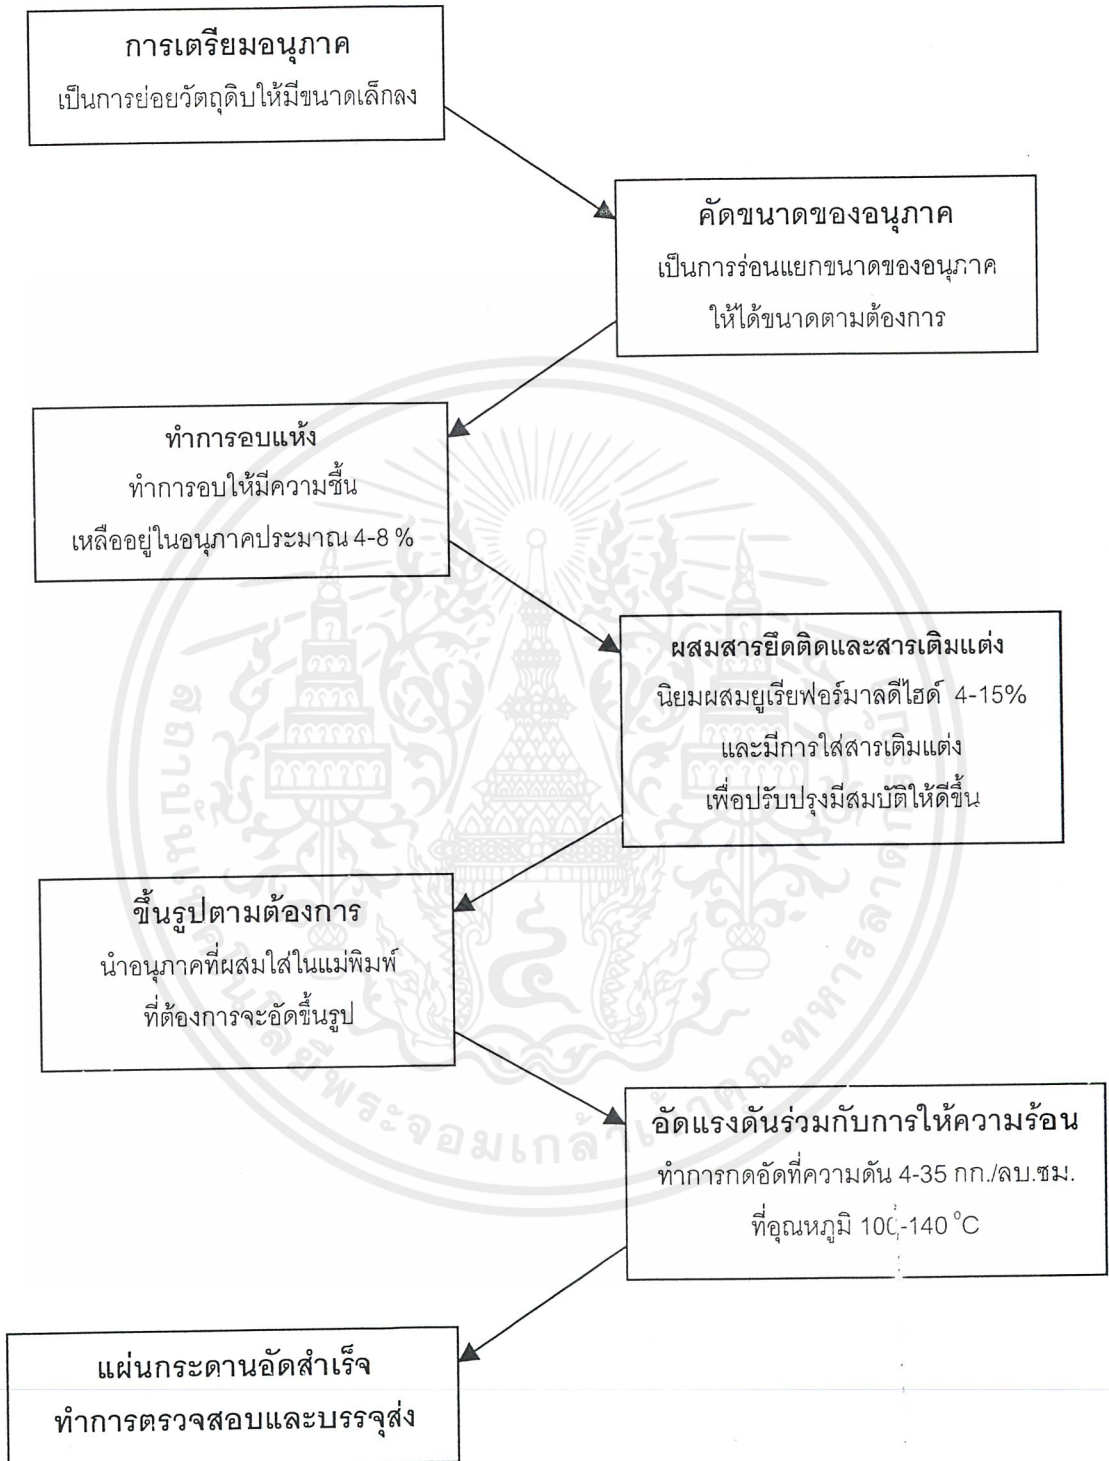 การเตรียมอนุภาค
เป็นการย่อยวัตถุดิบให้มีขนาดเล็กลง
คัดขนาดของอนุภาค
เป็นการร่อนแยกขนาดของอนุภาค
ให้ได้ขนาดตามต้องการ
ทำการอบแห้ง
ทำการอบให้มีความชื้น
เหลืออยู่ในอนุภาคประมาณ 4-8 %
ผสมสารยึดติดและสารเติมแต่ง
นิยมผสมยูเรียฟอร์มาลดีไฮด์ 4-15%
และมีการใส่สารเติมแต่ง
เพื่อปรับปรุงมีสมบัติให้ดีขึ้น
ขึ้นรูปตามต้องการ
นำอนุภาคที่ผสมใส่ในแม่พิมพ์
ที่ต้องการจะอัดขึ้นรูป
อัดแรงดันร่วมกับการให้ความร้อน
ทำการกดอัดที่ความดัน 4-35 กก./ลบ.ซม.
ที่อุณหภูมิ 100-140 °C
แผ่นกระดานอัดสำเร็จ
ทำการตรวจสอบและบรรจุส่ง